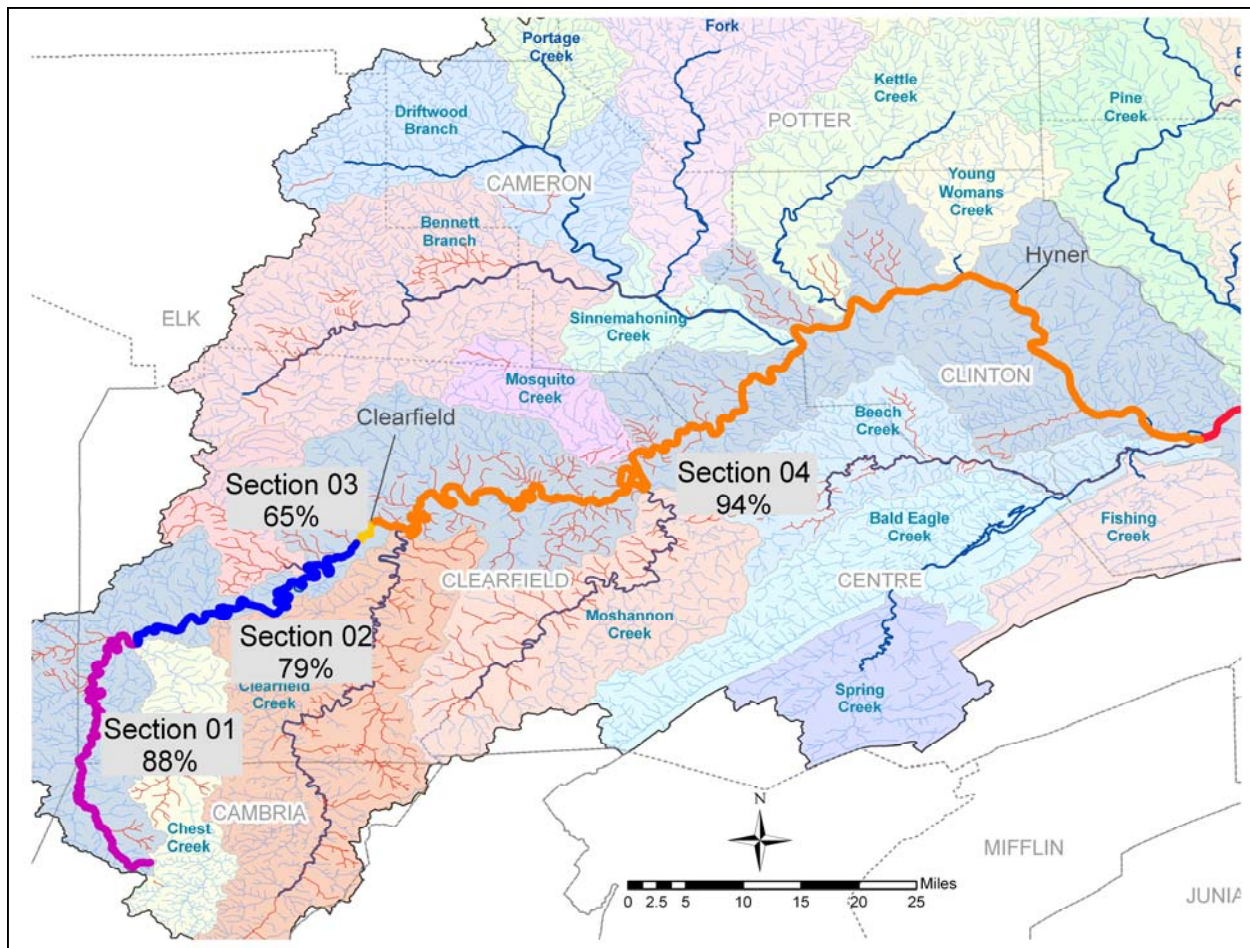 Fork
Portage
Creek
Kettle
Creek
Pine
Creek
Driftwood
Branch
POTTER
CAMERON
Young
Womans
Creek
Bennett
Branch
Hyner
ELK
Sinnemahoning
Creek
CLINTON
Mosquito
Creek
Beech
Creek
Clearfield
Section 03
65%
Section 04
94%
Bald Eagle
Creek
Fishing
Creek
CLEARFIELD
CENTRE
Moshannon
Creek
Section 02
79%
Clearfield
Creek
Spring
Creek
Section 01
88%
CAMBRIA
Chest
Creek
N
MIFFLIN
Miles
0 2.5 5 10 15 20 25
JUNIA